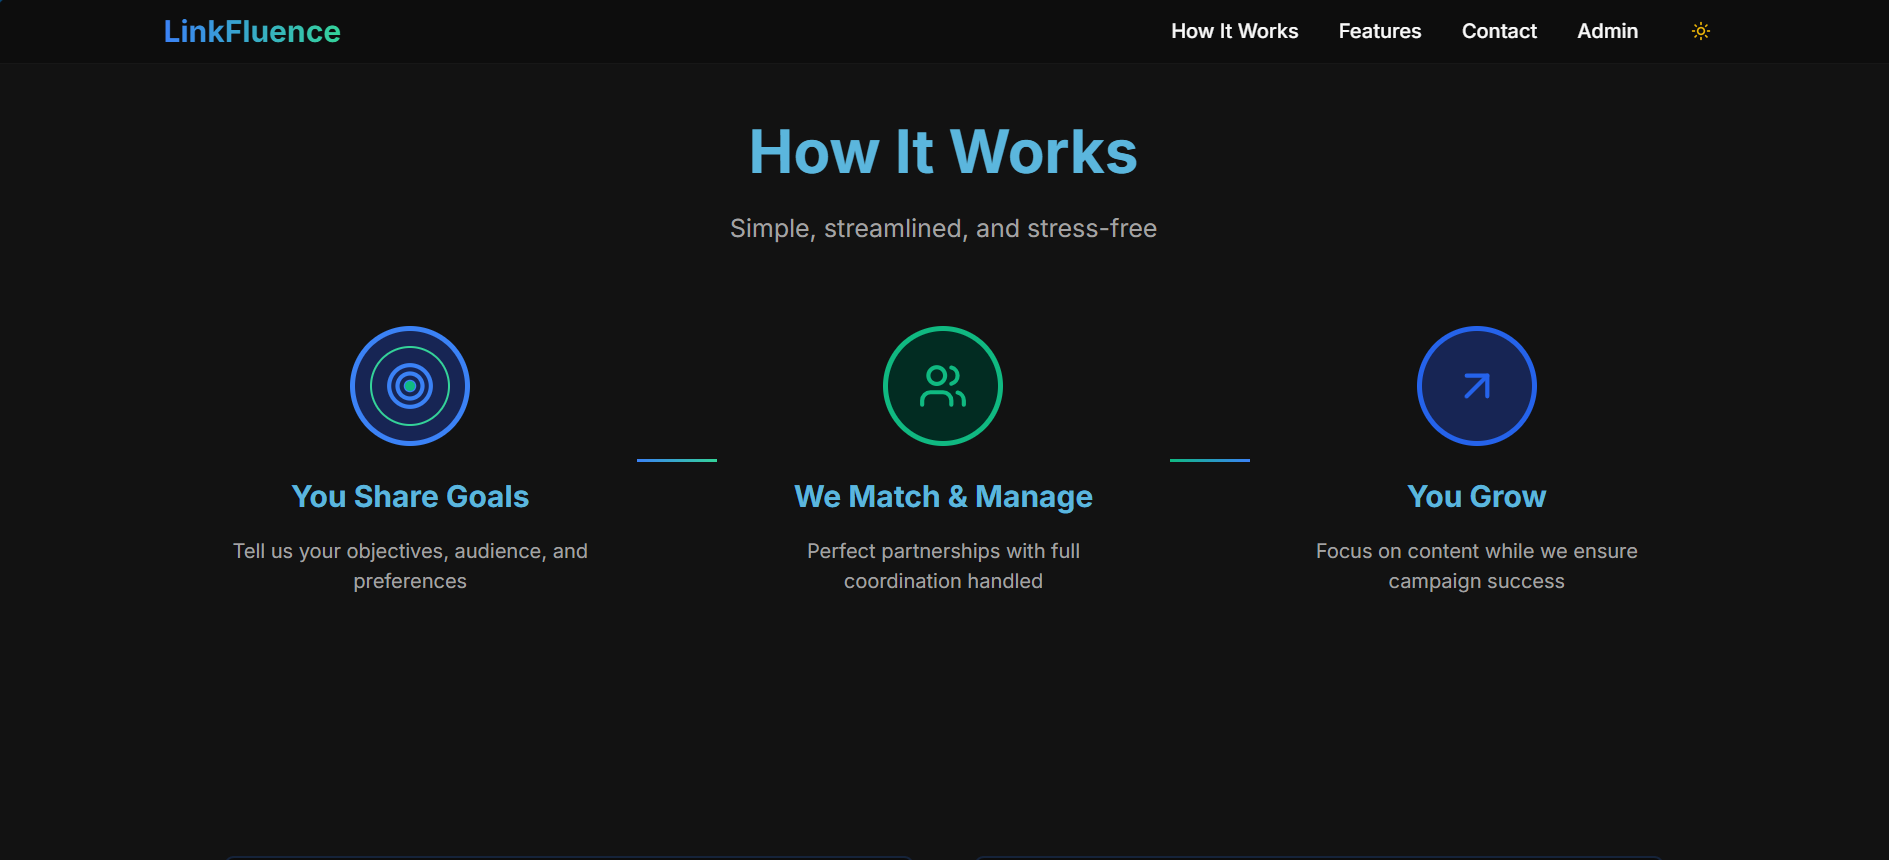 LinkFluence
How It Works
Features
Contact
Admin
How It Works
Simple, streamlined, and stress-free
You Share Goals
Tell us your objectives, audience, and
preferences
We Match & Manage
Perfect partnerships with full
coordination handled
You Grow
Focus on content while we ensure
campaign success